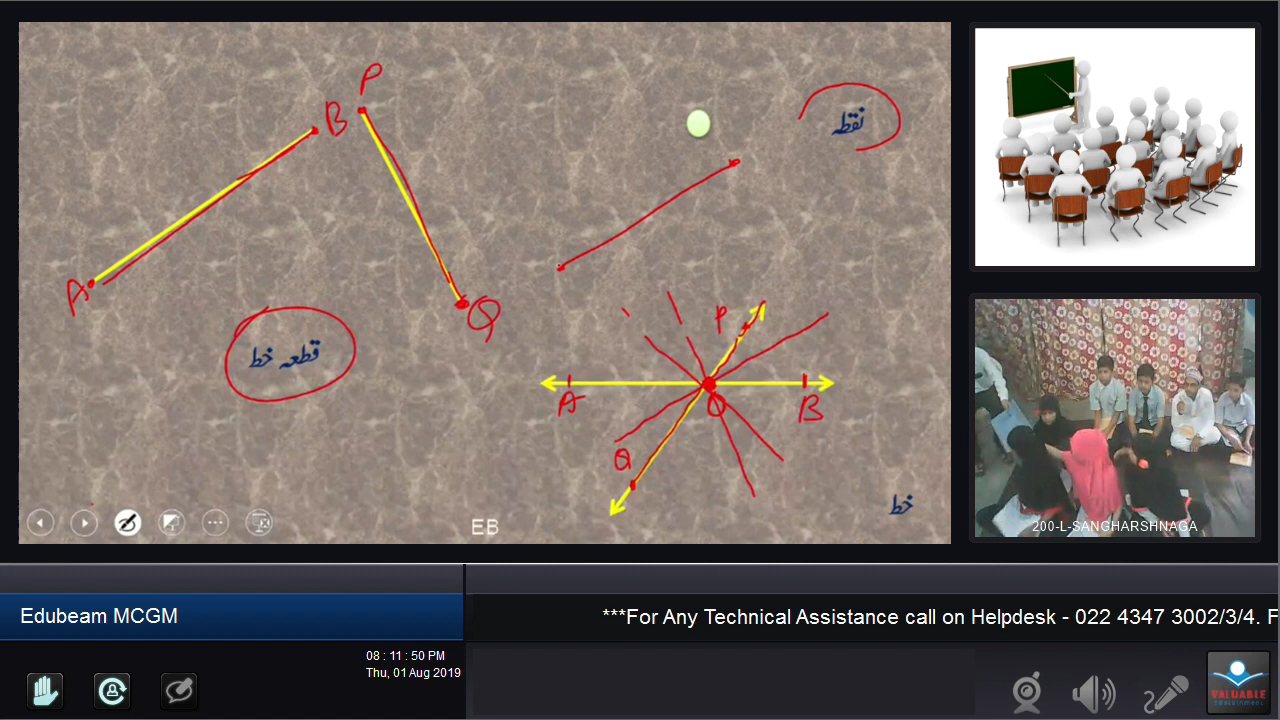 P
B
نقطہ
A
Q
قطعہ خط
P
A
O
B
Q
خط
EB
200-L-SANGHARSHNAGA
Edubeam MCGM
***For Any Technical Assistance call on Helpdesk - 022 4347 3002/3/4. F
08 : 11 : 50 PM
Thu, 01 Aug 2019
VALUABLE